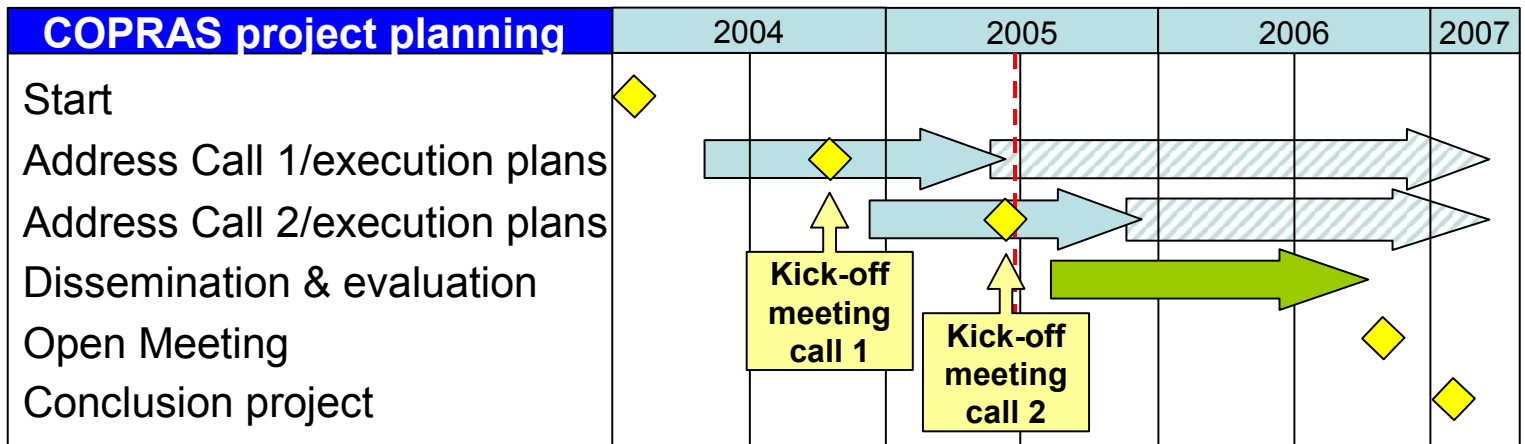 COPRAS project planning
2004
2005
2006
2007
Start
Address Call 1/execution plans
Address Call 2/execution plans
Dissemination & evaluation
Open Meeting
Conclusion project
Kick-off
meeting
call 1
Kick-off
meeting
call 2